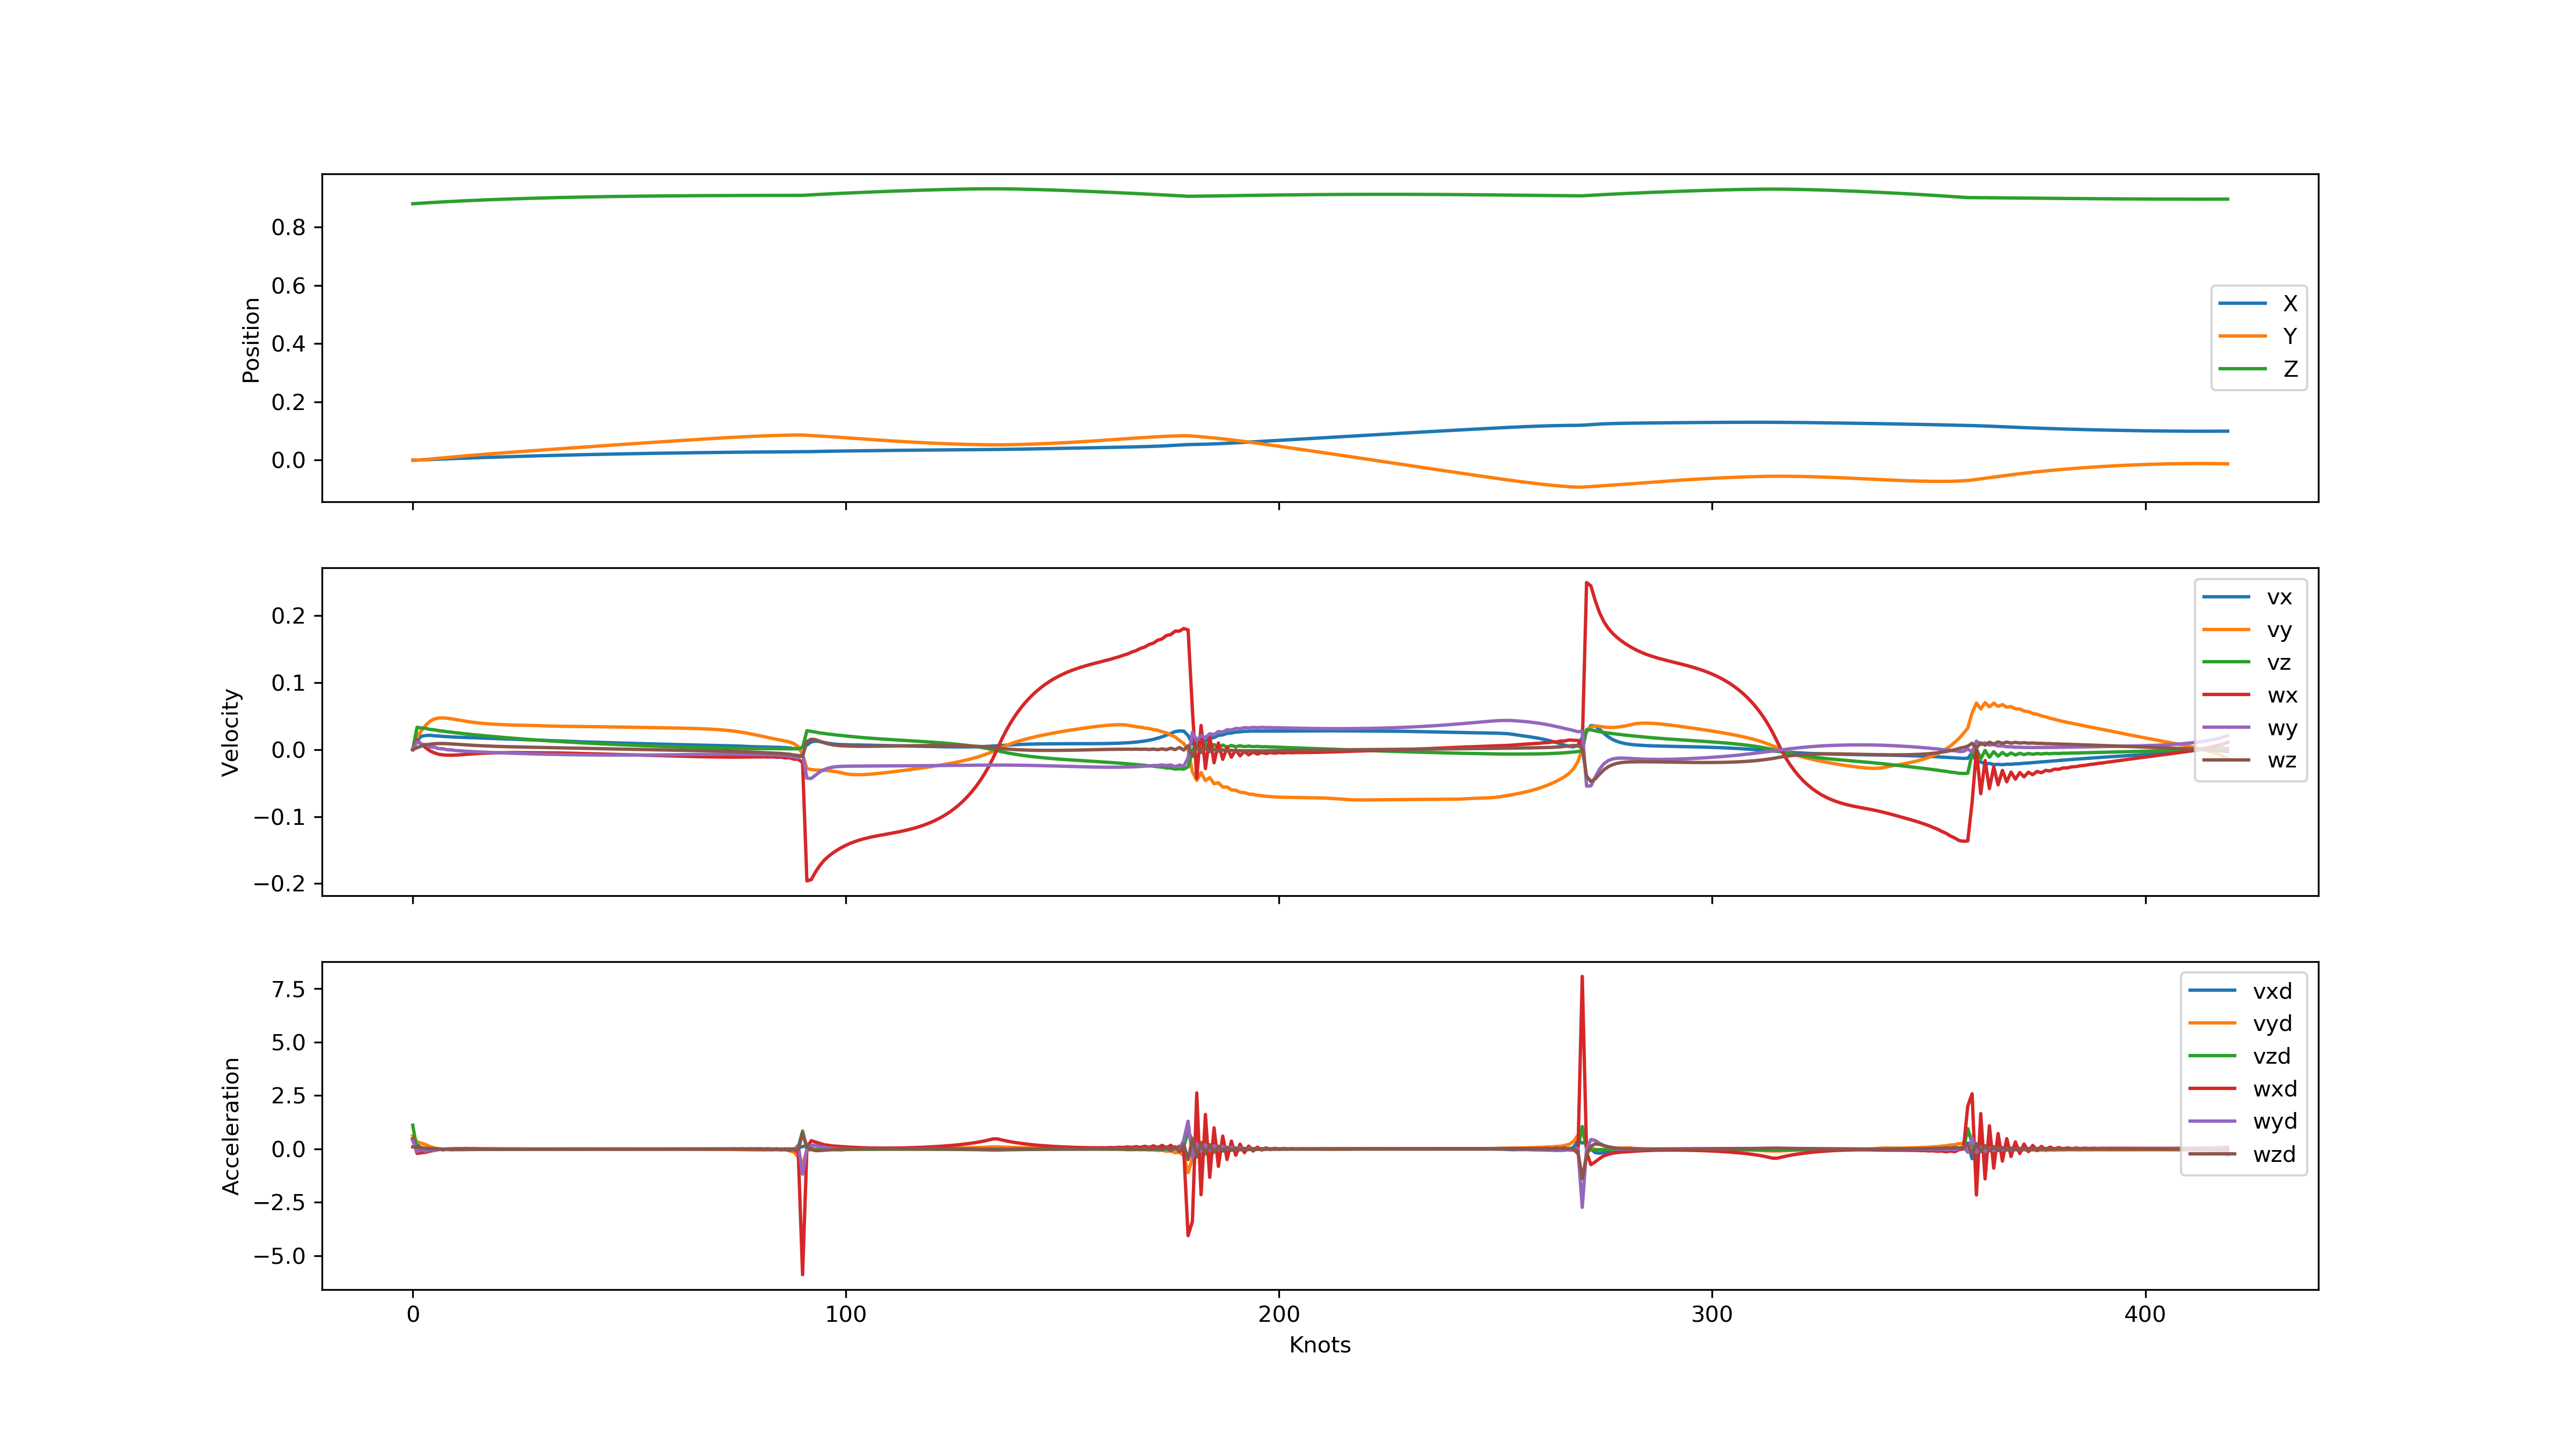 Position
0.8
0.6
0.4
0.2
0.0
X
Y
Z
Velocity
0.2
0.1
0.0
−0.1
−0.2
vx
vy
vz
wx
wy
wz
Acceleration
7.5
5.0
2.5
0.0
−2.5
−5.0
vxd
vyd
vzd
wxd
wyd
wzd
0 100 200 300 400
Knots